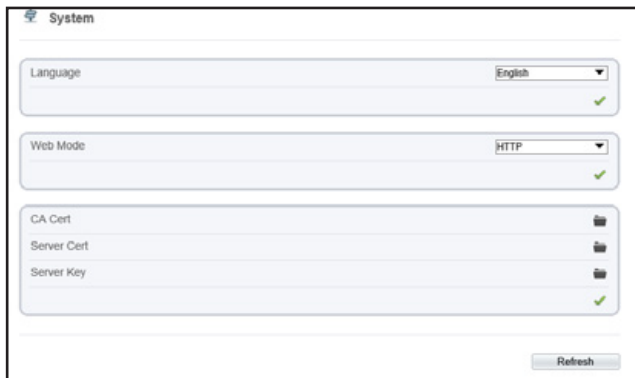 System
Language English
Web Mode HTTP
CA Cert
Server Cert
Server Key
Refresh